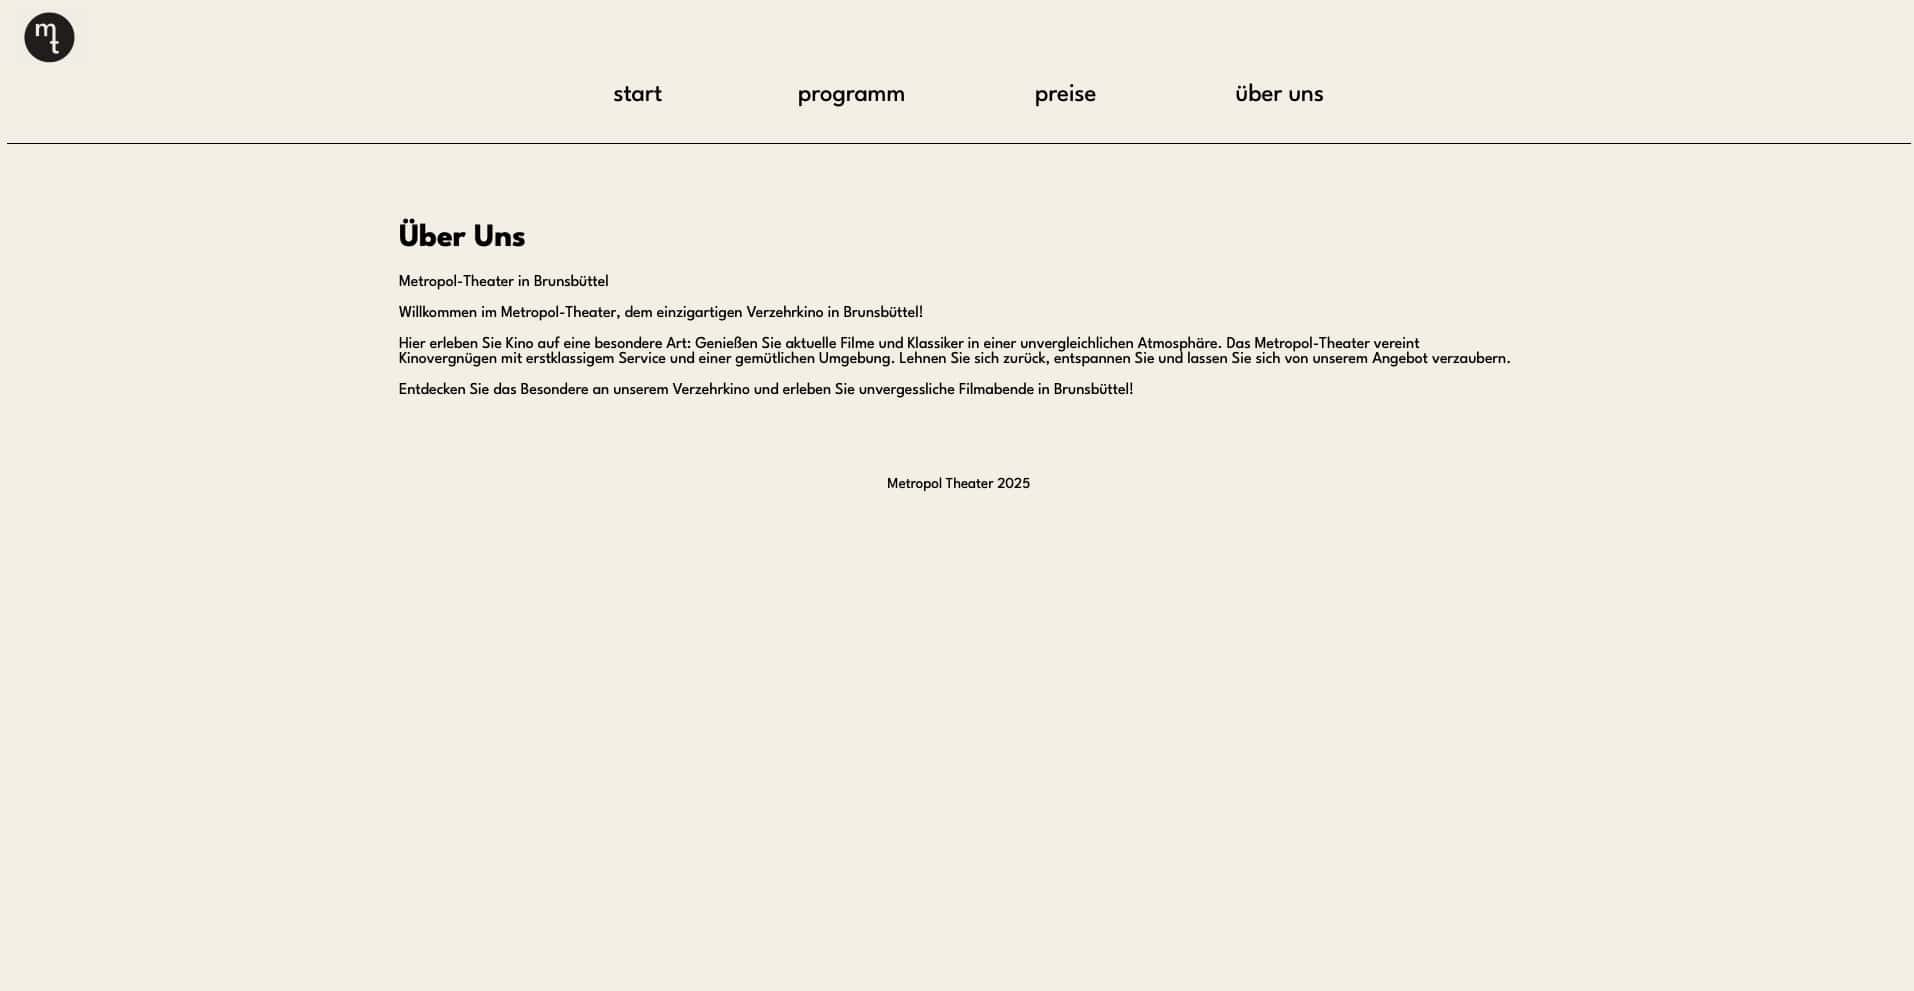 mt
start programm preise über uns
Über Uns
Metropol-Theater in Brunsbüttel
Willkommen im Metropol-Theater, dem einzigartigen Verzehrkino in Brunsbüttel!
Hier erleben Sie Kino auf eine besondere Art: Genießen Sie aktuelle Filme und Klassiker in einer unvergleichlichen Atmosphäre. Das Metropol-Theater vereint
Kinovergnügen mit erstklassigem Service und einer gemütlichen Umgebung. Lehnen Sie sich zurück, entspannen Sie und lassen Sie sich von unserem Angebot verzaubern.
Entdecken Sie das Besondere an unserem Verzehrkino und erleben Sie unvergessliche Filmabende in Brunsbüttel!
Metropol Theater 2025